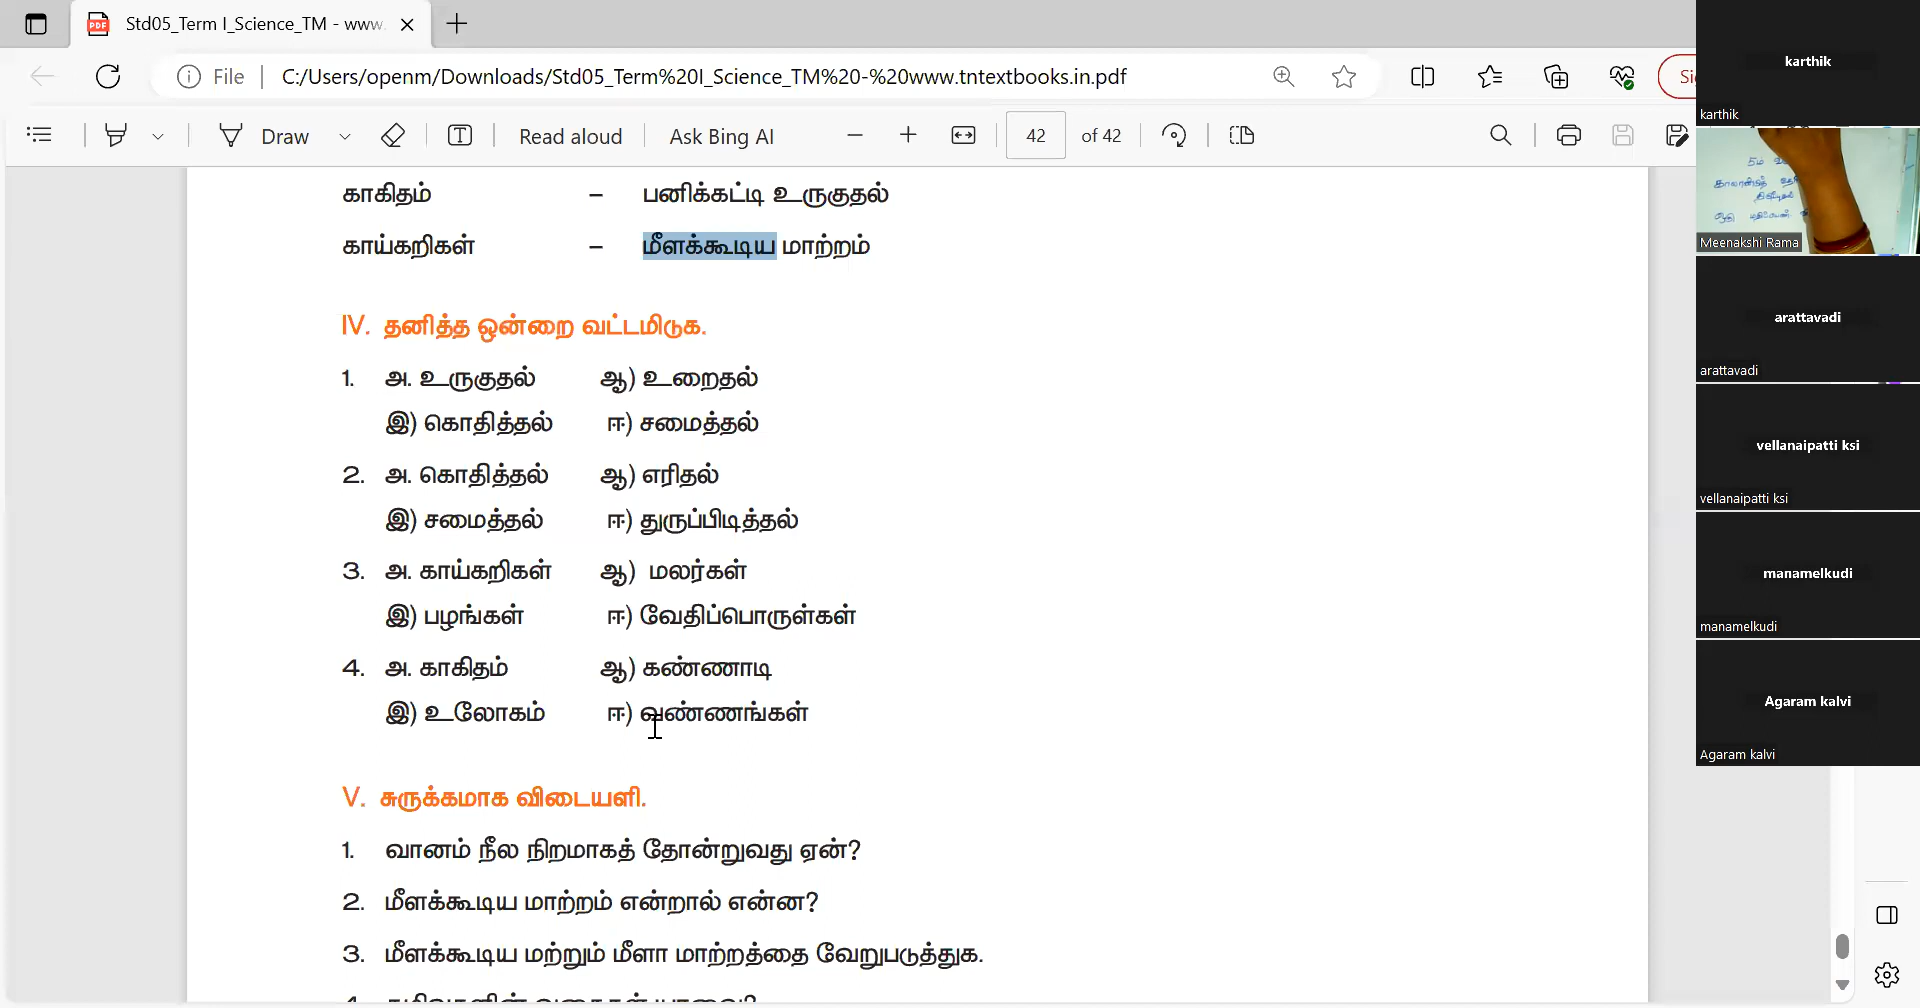 Std05_Term I_Science_TM - www.
File
C:/Users/openm/Downloads/Std05_Term%20I_Science_TM%20-%20www.tntextbooks.in.pdf
Draw
Read aloud
Ask Bing AI
42 of 42
காகிதம் – பனிக்கட்டி உருகுதல்
காய்கறிகள் – மீளக்கூடிய மாற்றம்
IV. தனித்த ஒன்றை வட்டமிடுக.
1. அ. உருகுதல் ஆ) உறைதல்
இ) கொதித்தல் ஈ) சமைத்தல்
2. அ. கொதித்தல் ஆ) எரிதல்
இ) சமைத்தல் ஈ) துருப்பிடித்தல்
3. அ. காய்கறிகள் ஆ) மலர்கள்
இ) பழங்கள் ஈ) வேதிப்பொருள்கள்
4. அ. காகிதம் ஆ) கண்ணாடி
இ) உலோகம் ஈ) வண்ணங்கள்
V. சுருக்கமாக விடையளி.
1. வானம் நீல நிறமாகத் தோன்றுவது ஏன்?
2. மீளக்கூடிய மாற்றம் என்றால் என்ன?
3. மீளக்கூடிய மற்றும் மீளா மாற்றத்தை வேறுபடுத்துக.
karthik
karthik
Meenakshi Rama
arattavadi
arattavadi
vellanaipatti ksi
vellanaipatti ksi
manamelkudi
manamelkudi
Agaram kalvi
Agaram kalvi